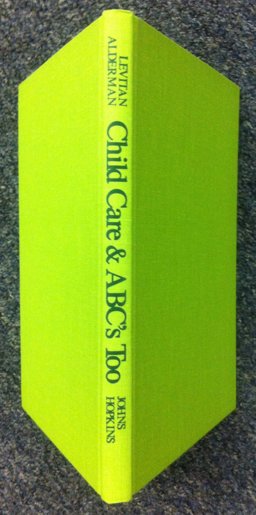 LEVITAN
ALDERMAN
Child Care & ABC's Too
JOHNS
HOPKINS